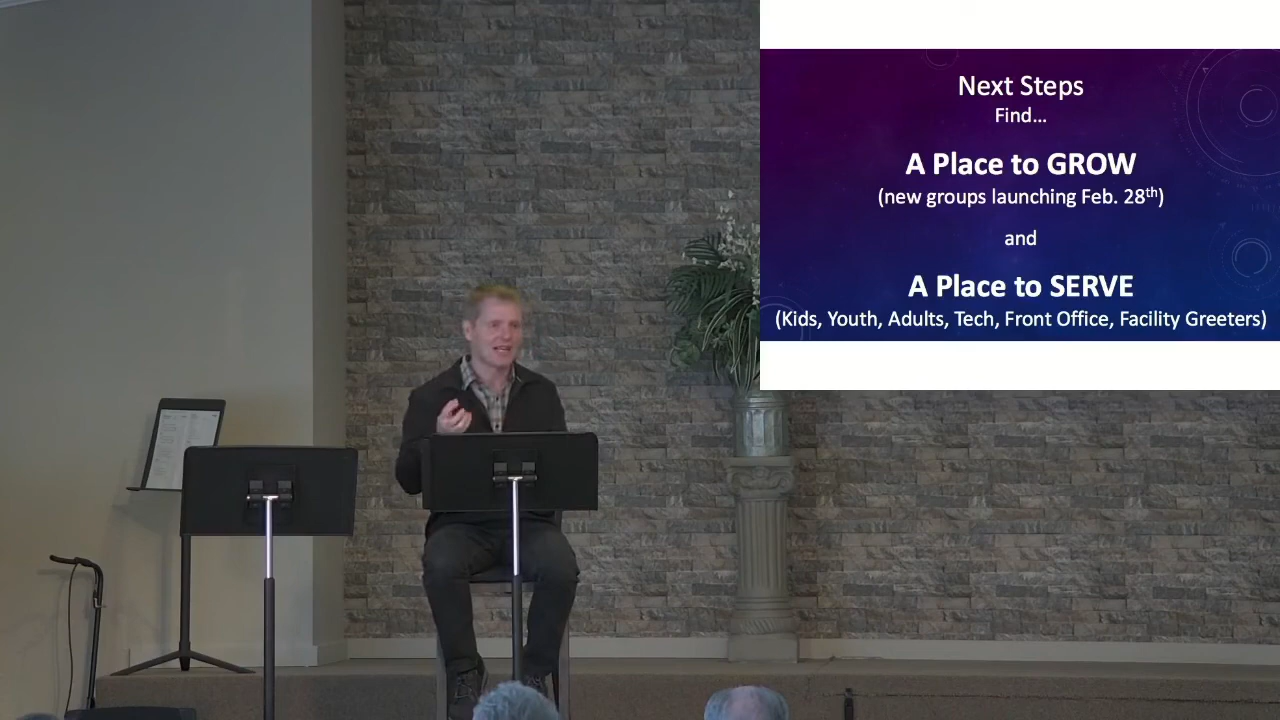 Next Steps
Find...
A Place to GROW
(new groups launching Feb. 28th)
and
A Place to SERVE
(Kids, Youth, Adults, Tech, Front Office, Facility Greeters)